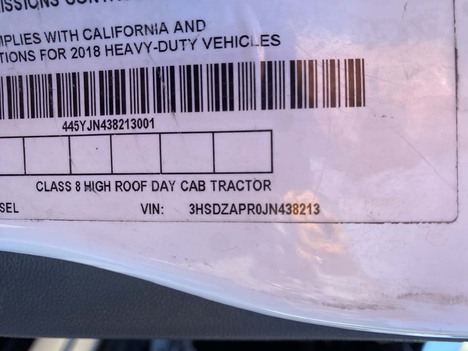 MPLIES WITH CALIFORNIA AND
TIONS FOR 2018 HEAVY-DUTY VEHICLES
445YJN438213001
CLASS 8 HIGH ROOF DAY CAB TRACTOR
SEL VIN: 3HSDZAPR0JN438213